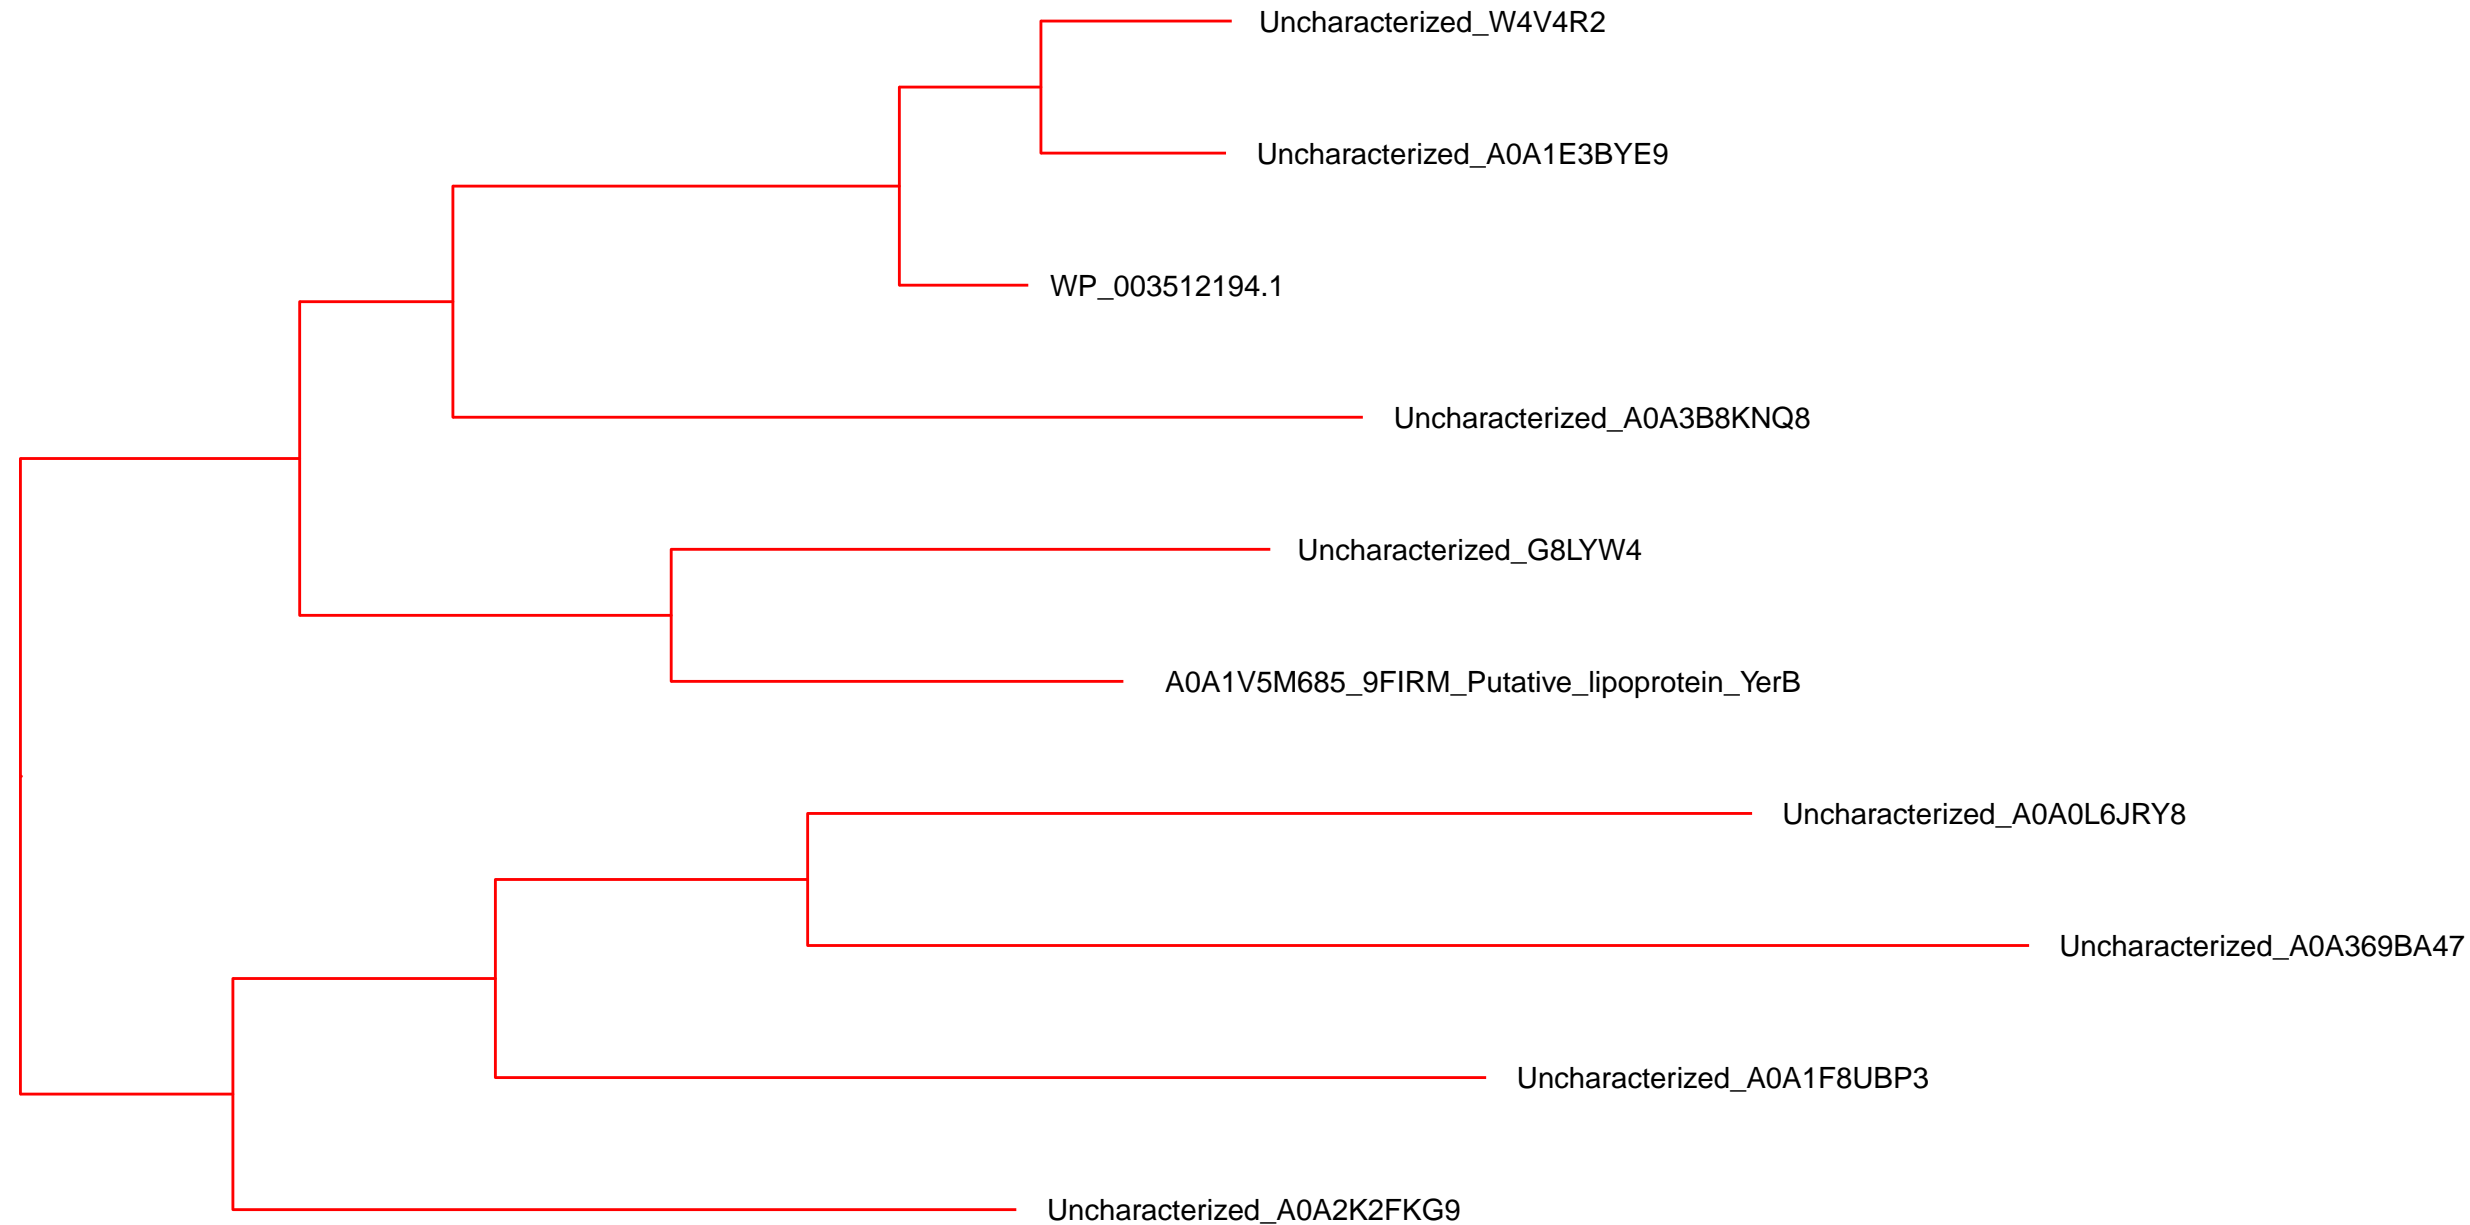 Uncharacterized_W4V4R2
Uncharacterized_A0A1E3BYE9
WP_003512194.1
Uncharacterized_A0A3B8KNQ8
Uncharacterized_G8LYW4
A0A1V5M685_9FIRM_Putative_lipoprotein_YerB
Uncharacterized_A0A0L6JRY8
Uncharacterized_A0A369BA47
Uncharacterized_A0A1F8UBP3
Uncharacterized_A0A2K2FKG9